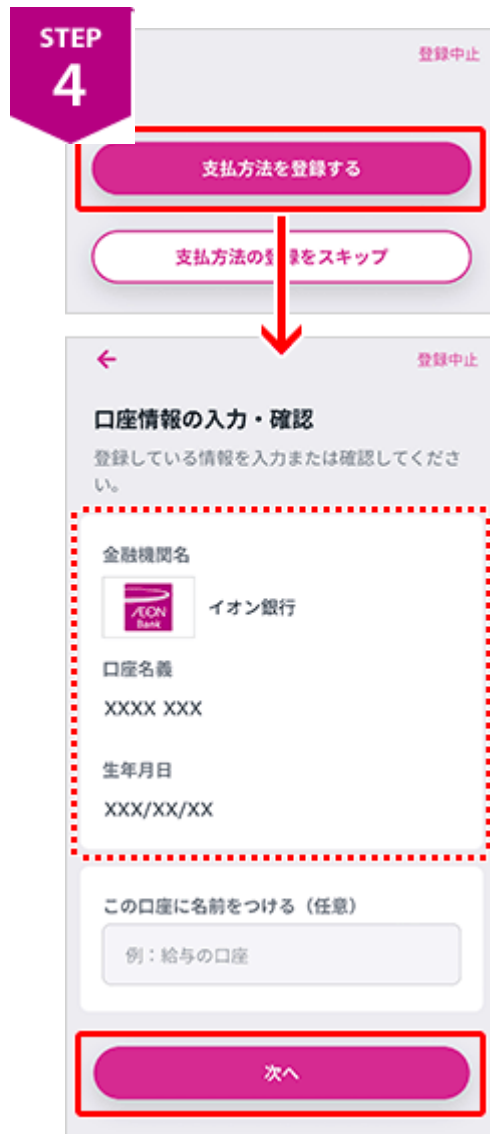 STEP
4
登録中止
支払方法を登録する
支払方法の登録をスキップ
登録中止
口座情報の入力・確認
登録している情報を入力または確認してくださ
い。
金融機関名
ÆON
Bank
イオン銀行
口座名義
XXXX XXX
生年月日
XXX/XX/XX
この口座に名前をつける（任意）
例：給与の口座
次へ